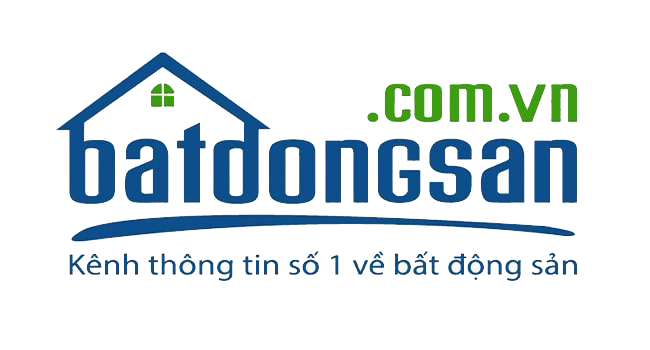 .com.vn
batdongsan
Kênh thông tin số 1 về bất động sản